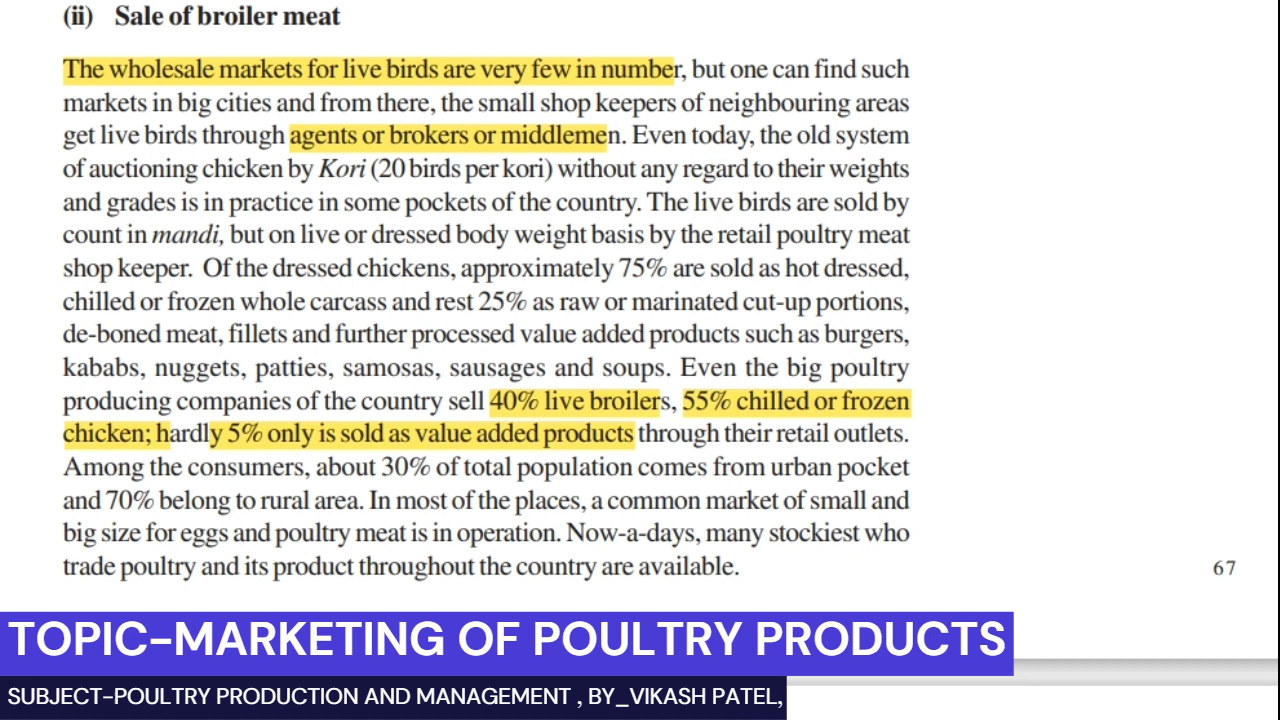 (ii) Sale of broiler meat
The wholesale markets for live birds are very few in number, but one can find such
markets in big cities and from there, the small shop keepers of neighbouring areas
get live birds through agents or brokers or middlemen. Even today, the old system
of auctioning chicken by Kori (20 birds per kori) without any regard to their weights
and grades is in practice in some pockets of the country. The live birds are sold by
count in mandi, but on live or dressed body weight basis by the retail poultry meat
shop keeper. Of the dressed chickens, approximately 75% are sold as hot dressed,
chilled or frozen whole carcass and rest 25% as raw or marinated cut-up portions,
de-boned meat, fillets and further processed value added products such as burgers,
kababs, nuggets, patties, samosas, sausages and soups. Even the big poultry
producing companies of the country sell 40% live broilers, 55% chilled or frozen
chicken; hardly 5% only is sold as value added products through their retail outlets.
Among the consumers, about 30% of total population comes from urban pocket
and 70% belong to rural area. In most of the places, a common market of small and
big size for eggs and poultry meat is in operation. Now-a-days, many stockiest who
trade poultry and its product throughout the country are available.
67
TOPIC-MARKETING OF POULTRY PRODUCTS
SUBJECT-POULTRY PRODUCTION AND MANAGEMENT , BY_VIKASH PATEL,